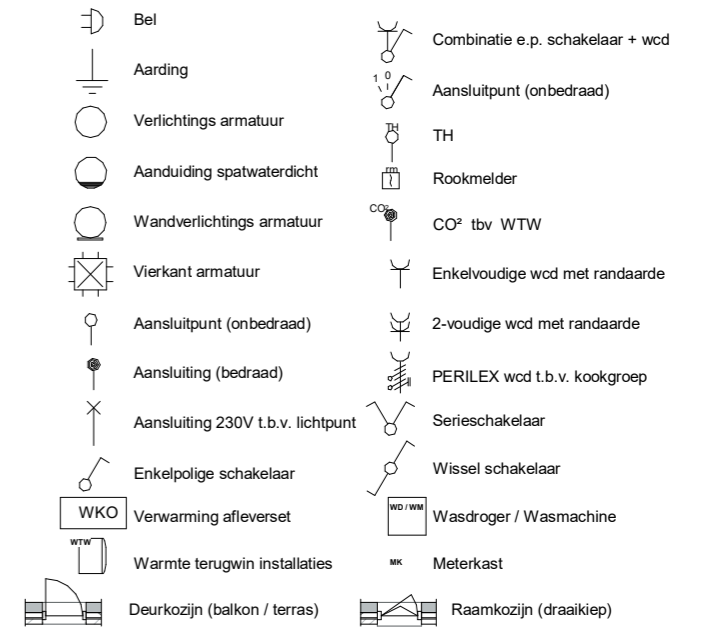 Bel
Aarding
Verlichtings armatuur
Aanduiding spatwaterdicht
Wandverlichtings armatuur
Vierkant armatuur
Aansluitpunt (onbedraad)
Aansluiting (bedraad)
Aansluiting 230V t.b.v. lichtpunt
Enkelpolige schakelaar
WKO Verwarming afleverset
WTW
Warmte terugwin installaties
Deurkozijn (balkon / terras)
Combinatie e.p. schakelaar + wcd
1 0
Aansluitpunt (onbedraad)
TH
TH
Rookmelder
CO²
CO² tbv WTW
Enkelvoudige wcd met randaarde
2-voudige wcd met randaarde
PERILEX wcd t.b.v. kookgroep
Serieschakelaar
Wissel schakelaar
WD / WM
Wasdroger / Wasmachine
MK Meterkast
Raamkozijn (draaikiep)